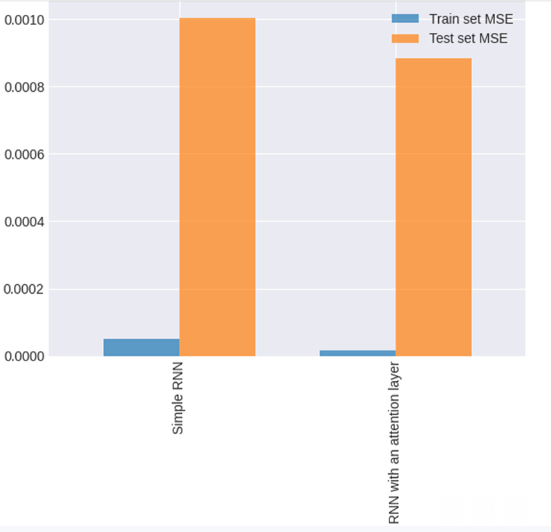 0.0010
Train set MSE
Test set MSE
0.0008
0.0006
0.0004
0.0002
0.0000
Simple RNN
RNN with an attention layer